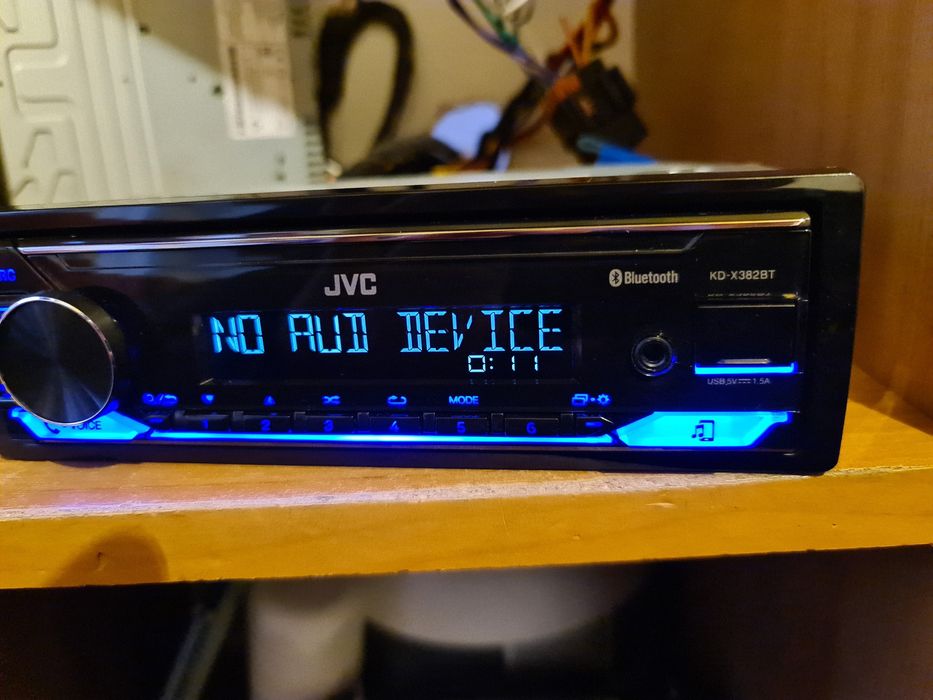 JVC
Bluetooth
KD-X382BT
NO AUD DEVICE
0:11
USB 5V 1.5A
MODE
VOICE
1 2 3 4 5 6